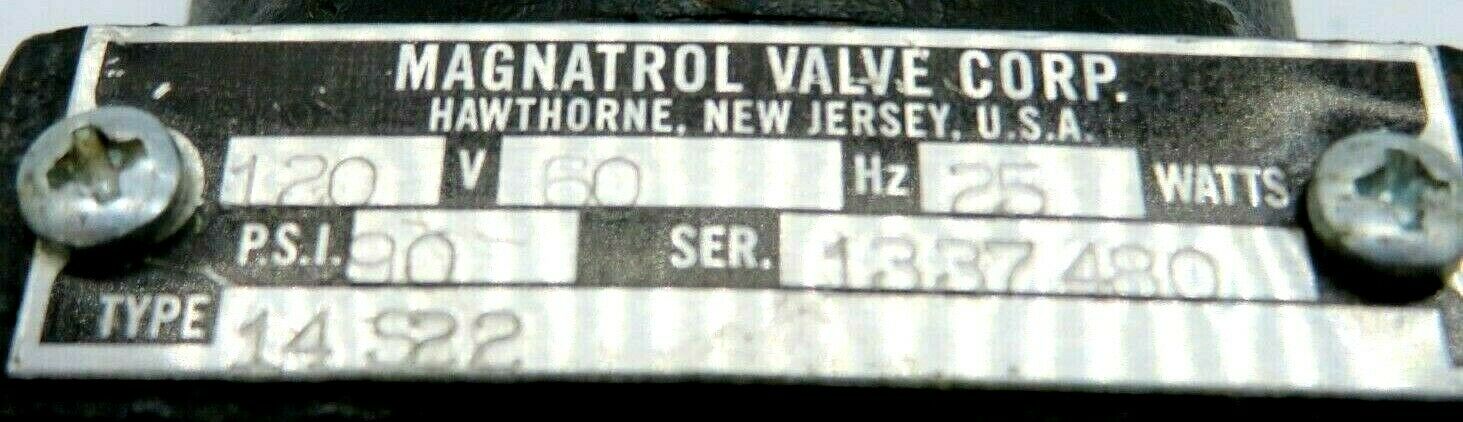 MAGNATROL VALVE CORP.
HAWTHORNE, NEW JERSEY, U.S.A.
120 V 60 Hz 25 WATTS
P.S.I. 90 SER. 1337480
TYPE 14S22